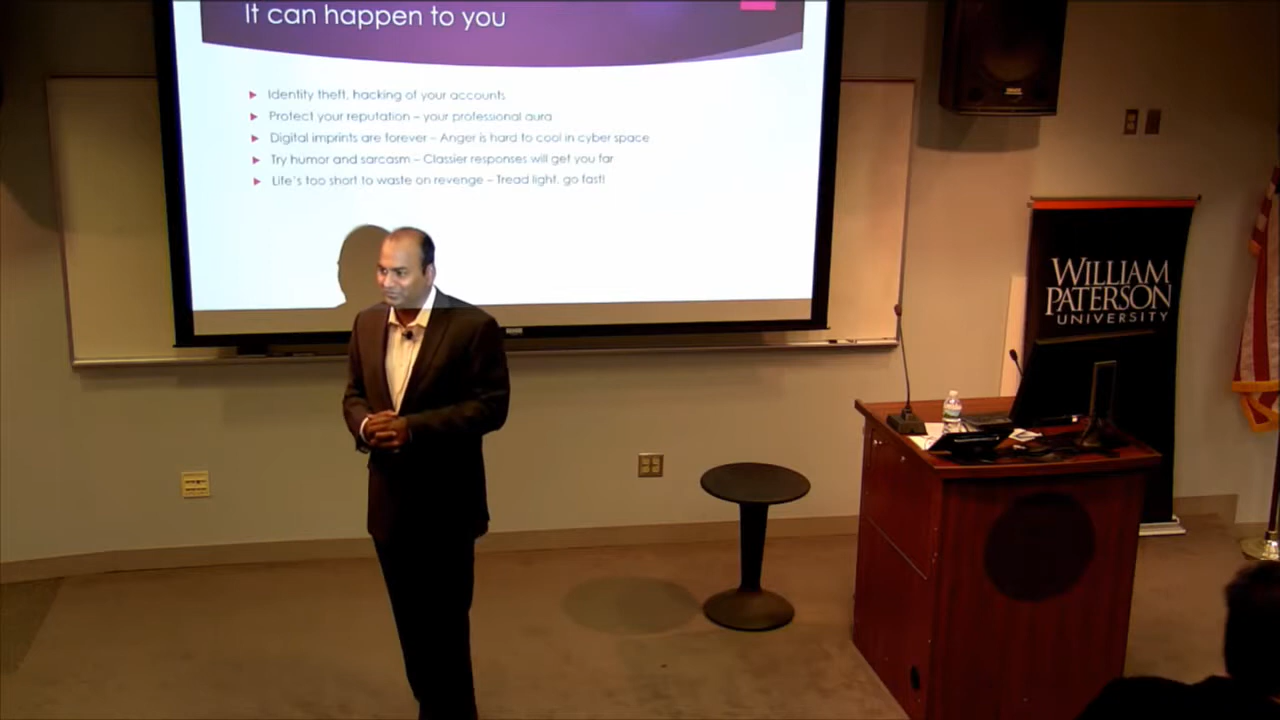 It can happen to you
Identity theft, hacking of your accounts
Protect your reputation – your professional aura
Digital imprints are forever – Anger is hard to cool in cyber space
Try humor and sarcasm – Classier responses will get you far
Life's too short to waste on revenge – Tread light, go fast!
WILLIAM
PATERSON
UNIVERSITY